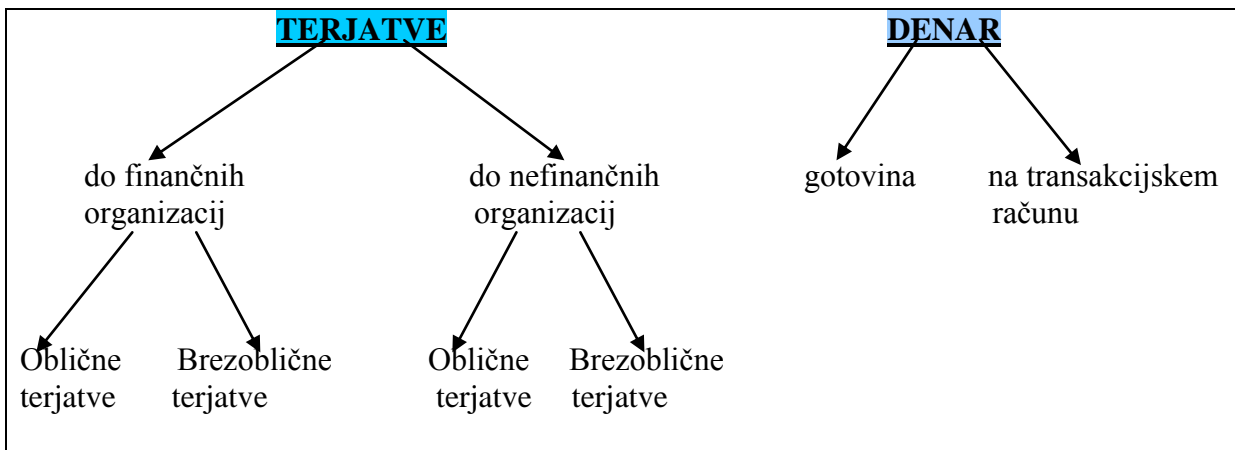 TERJATVE DENAR
do finančnih do nefinančnih gotovina na transakcijskem
organizacij organizacij računu
Oblične Brezoblične Oblične Brezoblične
terjatve terjatve terjatve terjatve